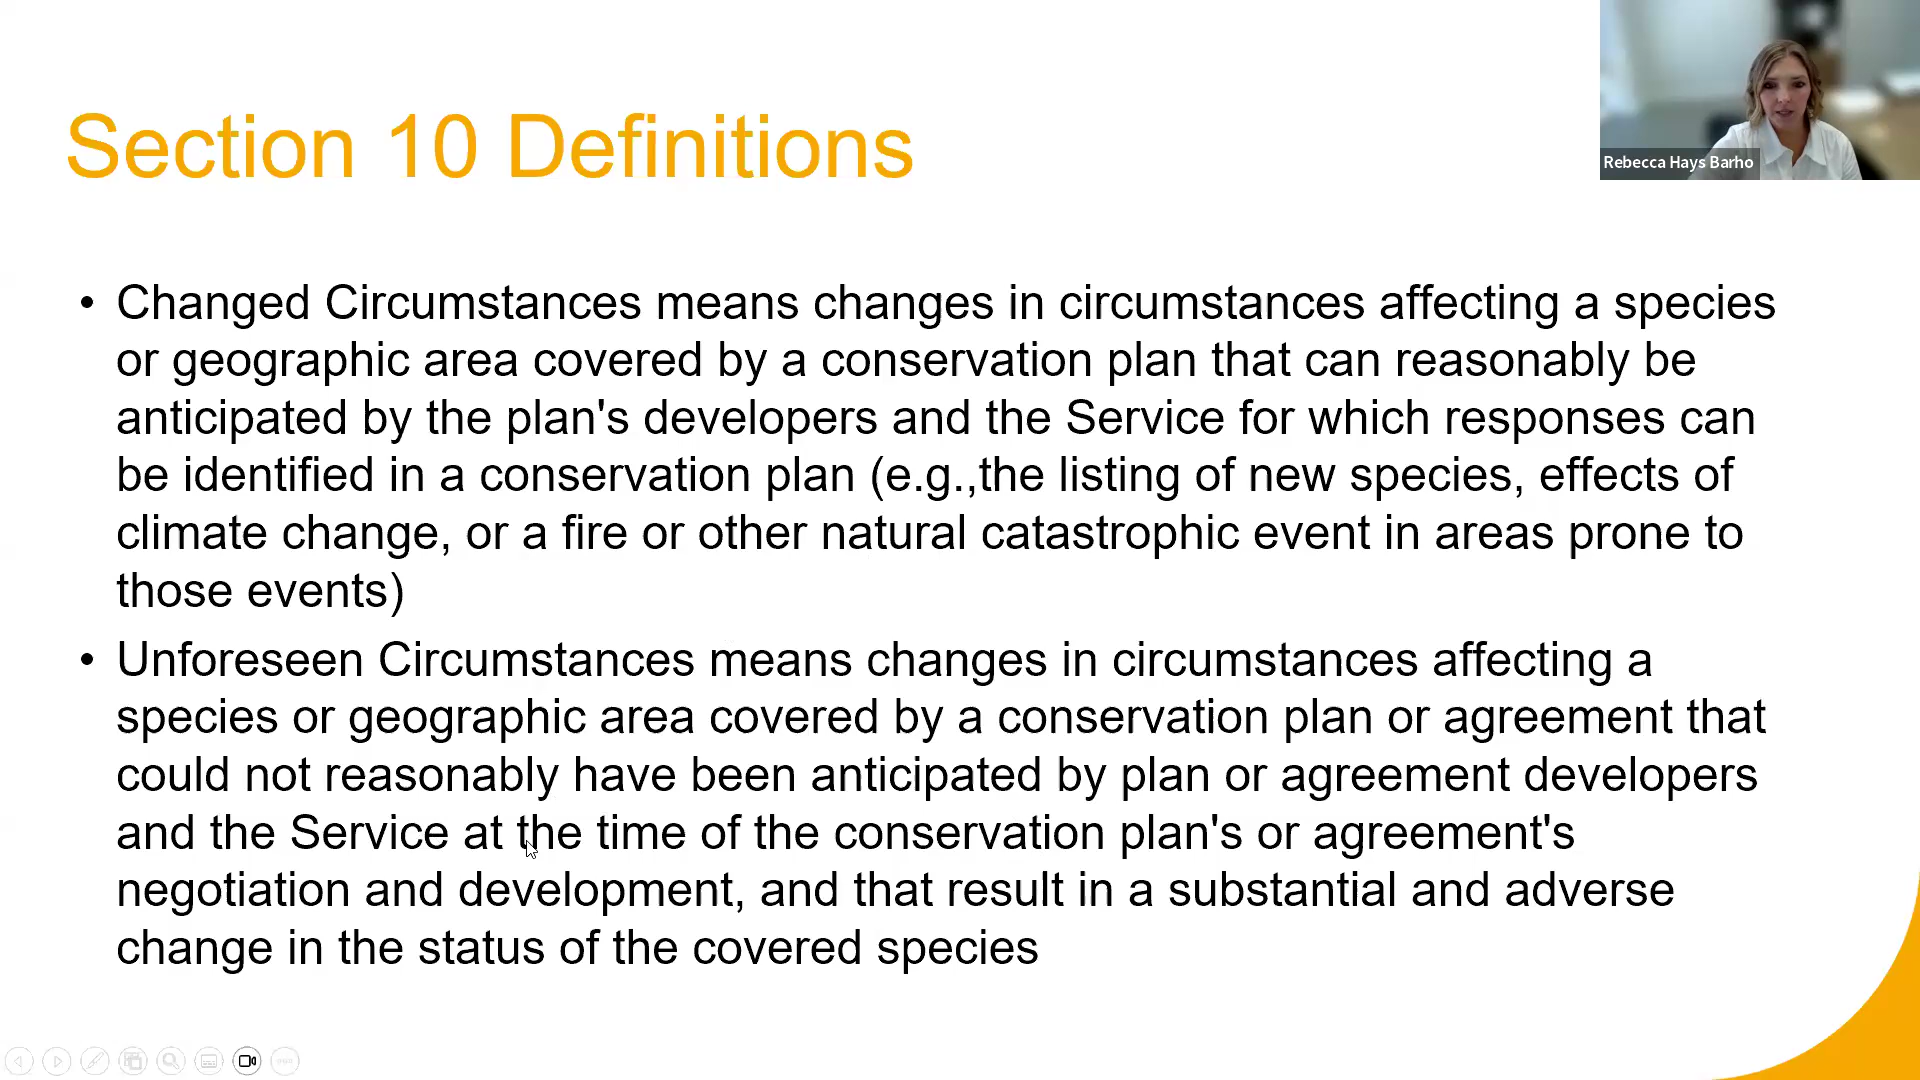 Section 10 Definitions
Rebecca Hays Barho
• Changed Circumstances means changes in circumstances affecting a species
or geographic area covered by a conservation plan that can reasonably be
anticipated by the plan's developers and the Service for which responses can
be identified in a conservation plan (e.g.,the listing of new species, effects of
climate change, or a fire or other natural catastrophic event in areas prone to
those events)
• Unforeseen Circumstances means changes in circumstances affecting a
species or geographic area covered by a conservation plan or agreement that
could not reasonably have been anticipated by plan or agreement developers
and the Service at the time of the conservation plan's or agreement's
negotiation and development, and that result in a substantial and adverse
change in the status of the covered species